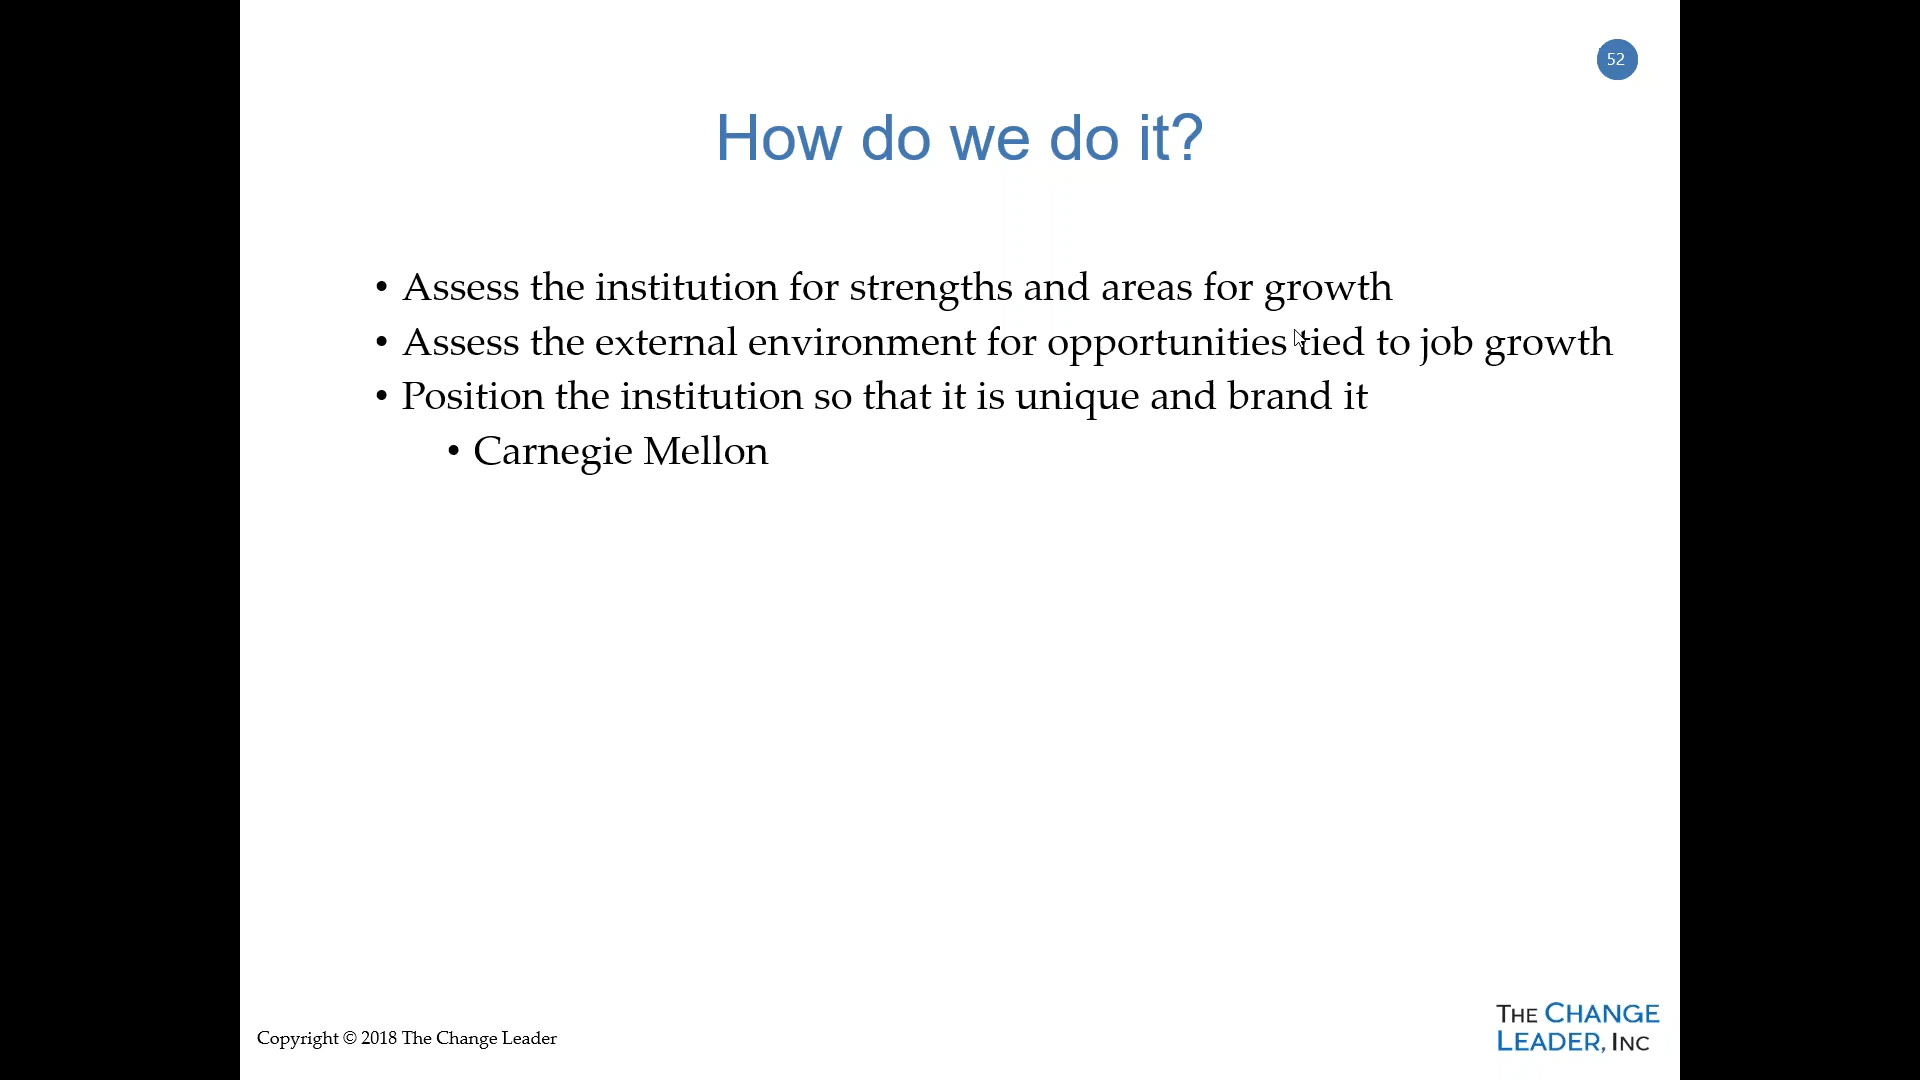 52
How do we do it?
• Assess the institution for strengths and areas for growth
• Assess the external environment for opportunities tied to job growth
• Position the institution so that it is unique and brand it
• Carnegie Mellon
Copyright © 2018 The Change Leader
THE CHANGE
LEADER, INC